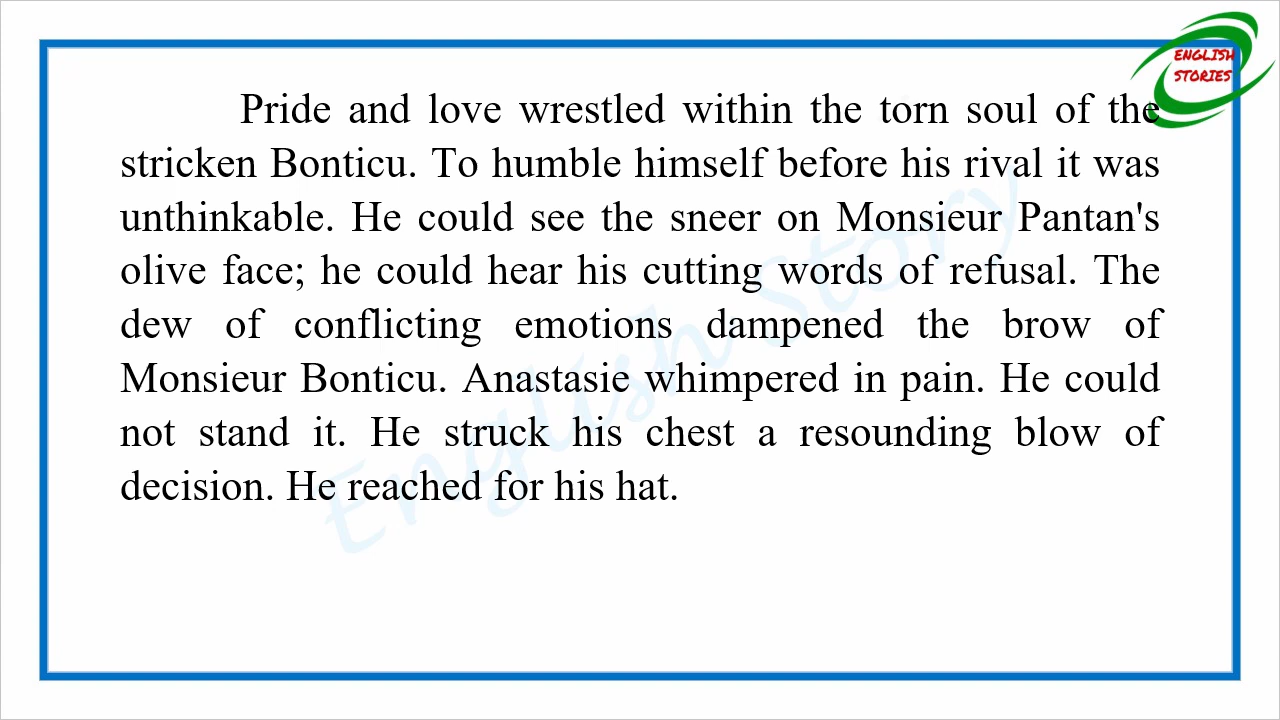 ENGLISH
STORIES
Pride and love wrestled within the torn soul of the
stricken Bonticu. To humble himself before his rival it was
unthinkable. He could see the sneer on Monsieur Pantan's
olive face; he could hear his cutting words of refusal. The
dew of conflicting emotions dampened the brow of
Monsieur Bonticu. Anastasie whimpered in pain. He could
not stand it. He struck his chest a resounding blow of
decision. He reached for his hat.
English Story